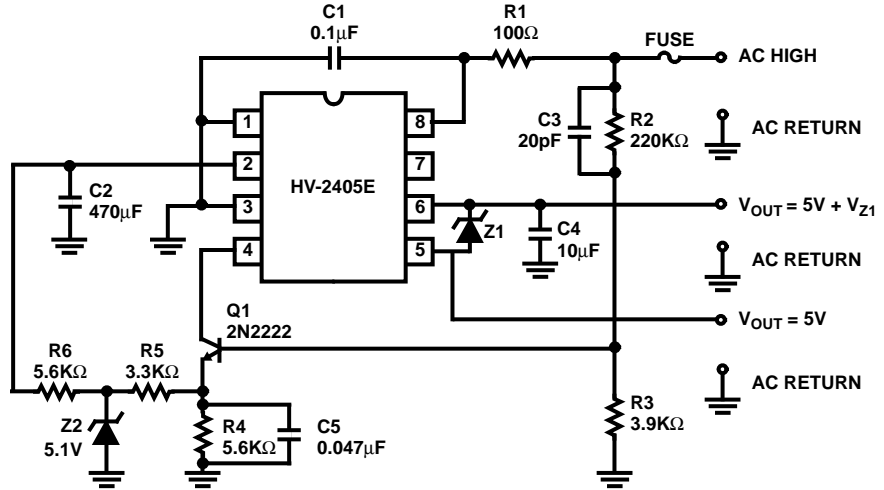 C1
0.1μF
R1
100Ω
FUSE
AC HIGH
1
8
C3
20pF
R2
220KΩ
AC RETURN
2
7
HV-2405E
C2
470μF
3
6
V_OUT = 5V + V_Z1
Z1
C4
10μF
4
5
AC RETURN
Q1
2N2222
V_OUT = 5V
R6
5.6KΩ
R5
3.3KΩ
AC RETURN
Z2
5.1V
R4
5.6KΩ
C5
0.047μF
R3
3.9KΩ